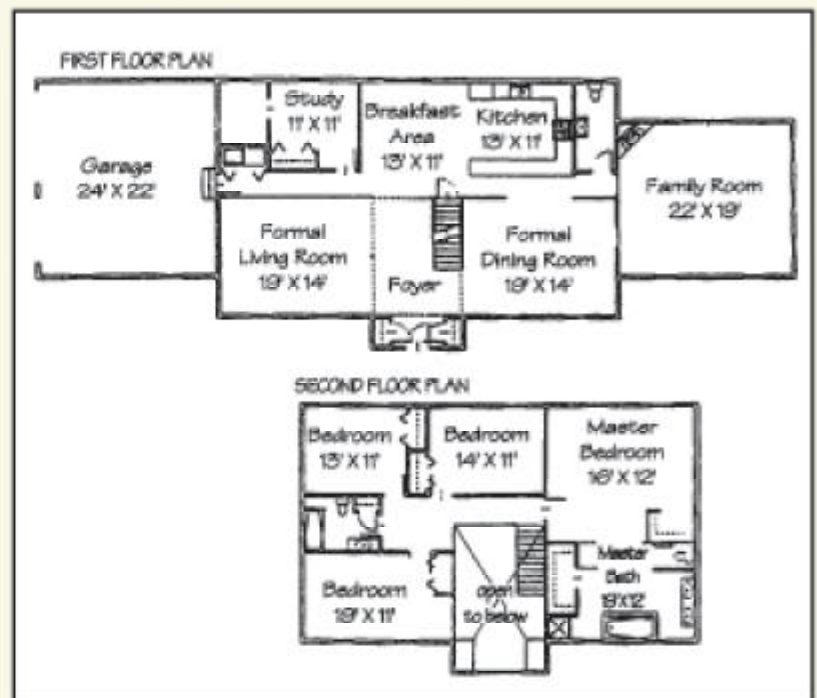 FIRST FLOOR PLAN
Study
11' X 11'
Breakfast
Area
13' X 11'
Kitchen
13' X 11'
Garage
24' X 22'
Family Room
22' X 19'
Formal
Living Room
19' X 14'
Foyer
Formal
Dining Room
19' X 14'
SECOND FLOOR PLAN
Bedroom
13' X 11'
Bedroom
14' X 11'
Master
Bedroom
16' X 12'
Bedroom
19' X 11'
open
to below
Master
Bath
19'X12'